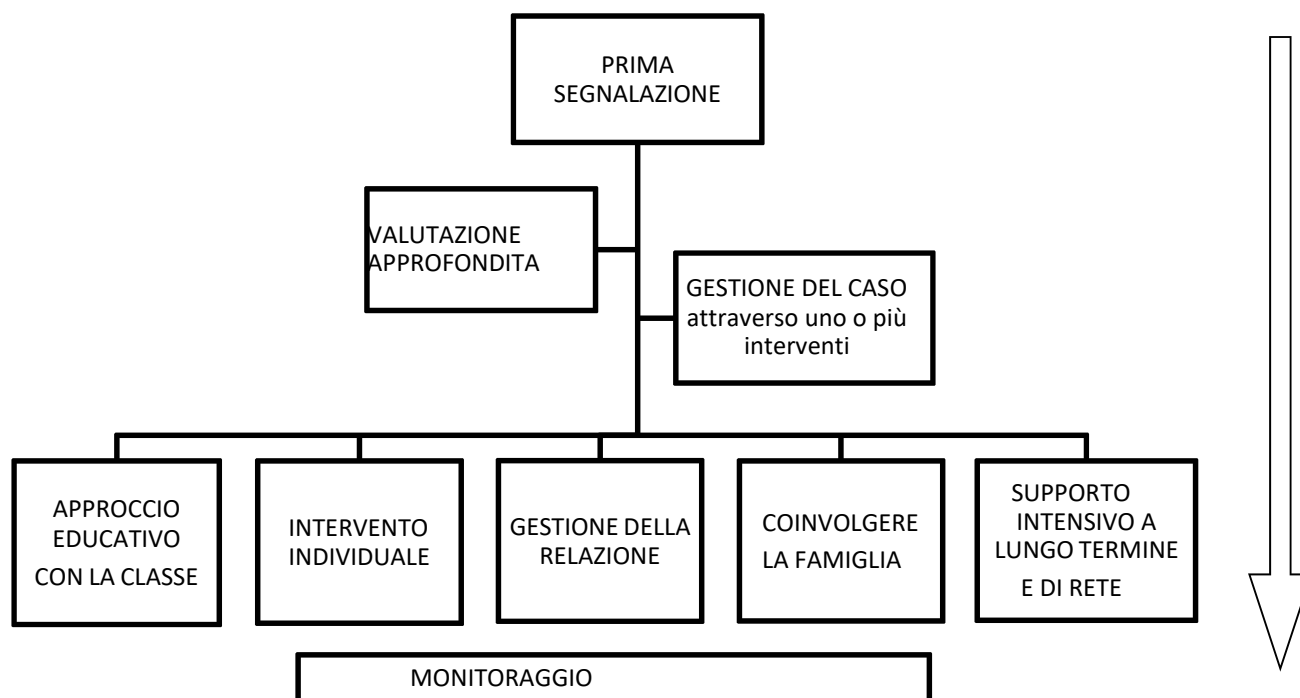 PRIMA
SEGNALAZIONE
VALUTAZIONE
APPROFONDITA
GESTIONE DEL CASO
attraverso uno o più
interventi
APPROCCIO
EDUCATIVO
CON LA CLASSE
INTERVENTO
INDIVIDUALE
GESTIONE DELLA
RELAZIONE
COINVOLGERE
LA FAMIGLIA
SUPPORTO
INTENSIVO A
LUNGO TERMINE
E DI RETE
MONITORAGGIO